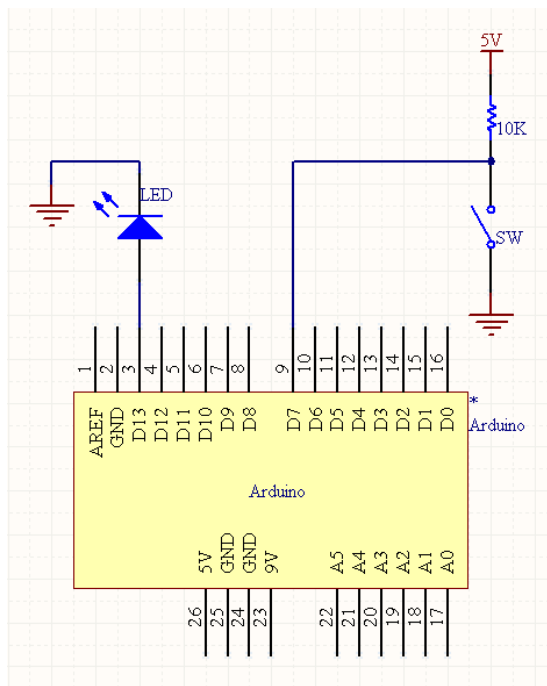 5V
10K
LED
SW
1 2 3 4 5 6 7 8 9 10 11 12 13 14 15 16
AREF GND D13 D12 D11 D10 D9 D8 D7 D6 D5 D4 D3 D2 D1 D0
*
Arduino
Arduino
5V GND GND 9V A5 A4 A3 A2 A1 A0
26 25 24 23 22 21 20 19 18 17